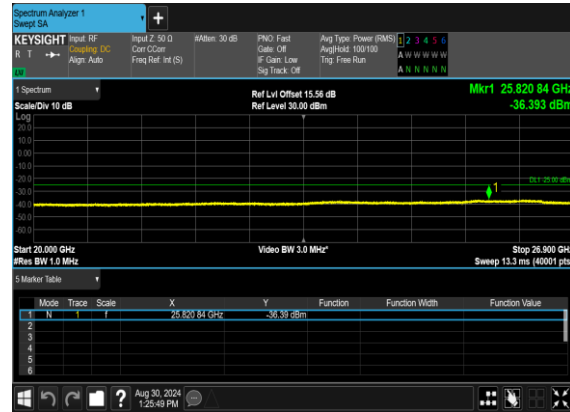 Spectrum Analyzer 1
Swept SA
+
KEYSIGHT Input: RF Input Z: 50 Ω #Atten: 30 dB PNO: Fast Avg Type: Power (RMS) 1 2 3 4 5 6
R T Coupling: DC Corr CCorr Gate: Off Avg|Hold: 100/100 A W W W W W
Align: Auto Freq Ref: Int (S) IF Gain: Low Trig: Free Run
LXI Sig Track: Off A N N N N N
1 Spectrum Ref Lvl Offset 15.56 dB Mkr1 25.820 84 GHz
Scale/Div 10 dB Ref Level 30.00 dBm -36.393 dBm
Log
20.0
10.0
0.00
-10.0
-20.0
DL1 -25.00 dBm
-30.0
1
-40.0
-50.0
-60.0
Start 20.000 GHz Video BW 3.0 MHz* Stop 26.900 GHz
#Res BW 1.0 MHz Sweep 13.3 ms (40001 pts)
5 Marker Table
Mode Trace Scale X Y Function Function Width Function Value
1 N 1 f 25.820 84 GHz -36.39 dBm
2
3
4
5
6
? Aug 30, 2024
1:25:49 PM